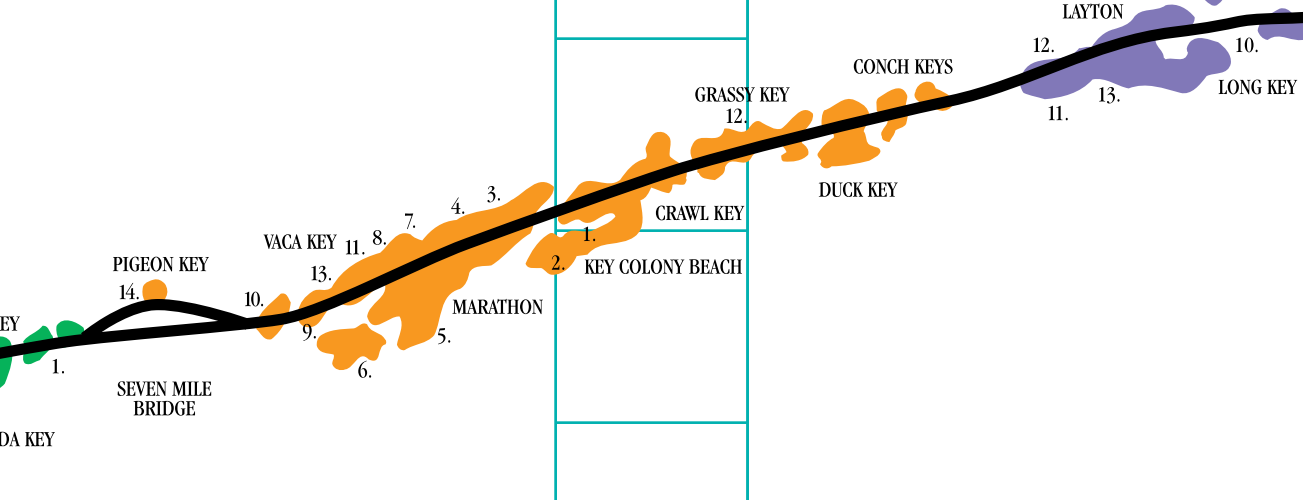 LAYTON
12.
10.
CONCH KEYS
LONG KEY
GRASSY KEY
13.
11.
12.
DUCK KEY
3.
4.
CRAWL KEY
7.
1.
8.
VACA KEY
11.
2.
KEY COLONY BEACH
PIGEON KEY
13.
14.
10.
MARATHON
EY
9.
5.
1.
6.
SEVEN MILE
BRIDGE
DA KEY